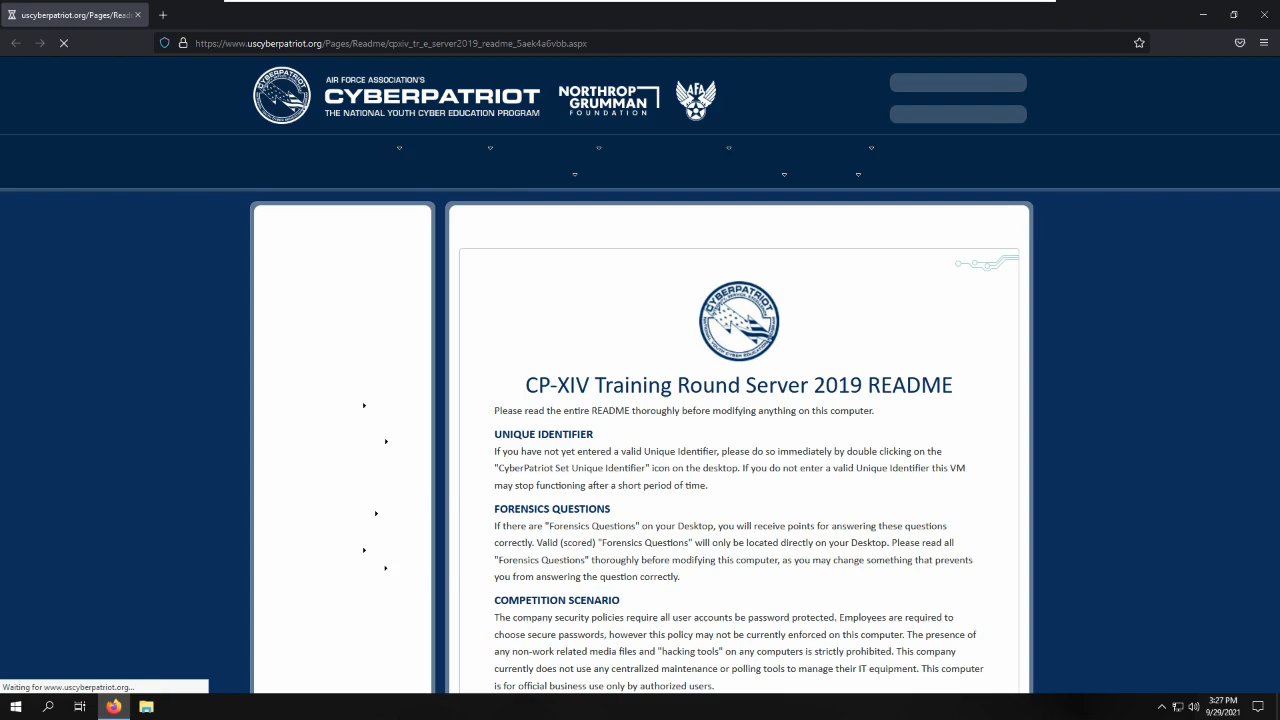 uscyberpatriot.org/Pages/Readi
https://www.uscyberpatriot.org/Pages/Readme/cpxiv_tr_e_server2019_readme_5aek4a6vbb.aspx
AIR FORCE ASSOCIATION'S
CYBERPATRIOT
THE NATIONAL YOUTH CYBER EDUCATION PROGRAM
NORTHROP
GRUMMAN
FOUNDATION
AFA
CYBERPATRIOT
CP-XIV Training Round Server 2019 README
Please read the entire README thoroughly before modifying anything on this computer.
UNIQUE IDENTIFIER
If you have not yet entered a valid Unique Identifier, please do so immediately by double clicking on the
"CyberPatriot Set Unique Identifier" icon on the desktop. If you do not enter a valid Unique Identifier this VM
may stop functioning after a short period of time.
FORENSICS QUESTIONS
If there are "Forensics Questions" on your Desktop, you will receive points for answering these questions
correctly. Valid (scored) "Forensics Questions" will only be located directly on your Desktop. Please read all
"Forensics Questions" thoroughly before modifying this computer, as you may change something that prevents
you from answering the question correctly.
COMPETITION SCENARIO
The company security policies require all user accounts be password protected. Employees are required to
choose secure passwords, however this policy may not be currently enforced on this computer. The presence of
any non-work related media files and "hacking tools" on any computers is strictly prohibited. This company
currently does not use any centralized maintenance or polling tools to manage their IT equipment. This computer
is for official business use only by authorized users.
Waiting for www.uscyberpatriot.org...
3:27 PM
9/29/2021